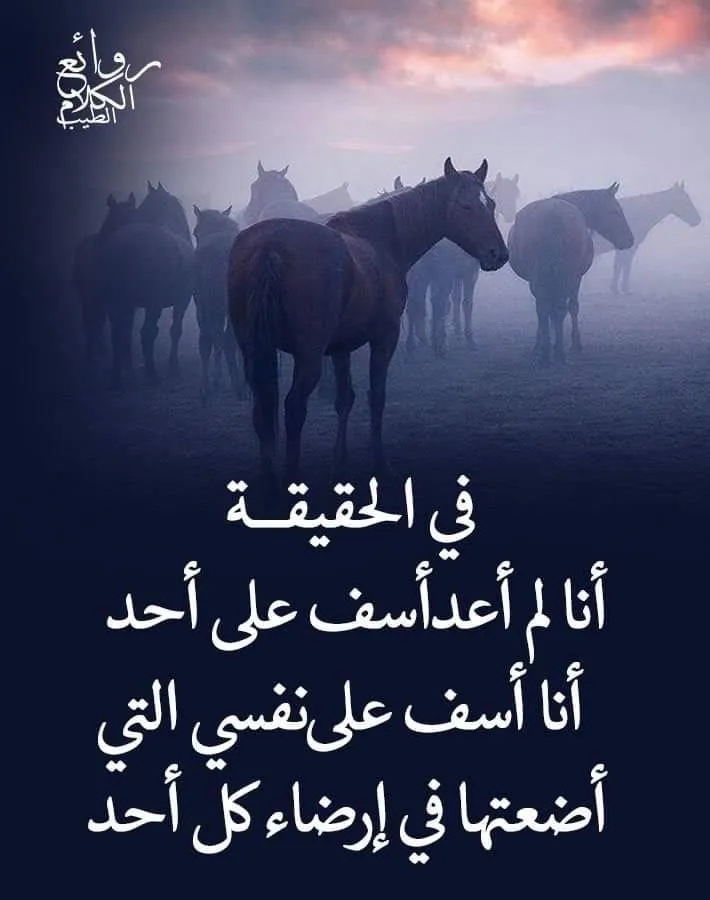 روائع
الكلام
الطيب
في الحقيقــة
أنا لم أعدأسف على أحد
أنا أسف على نفسي التي
أضعتها في إرضاء كل أحد